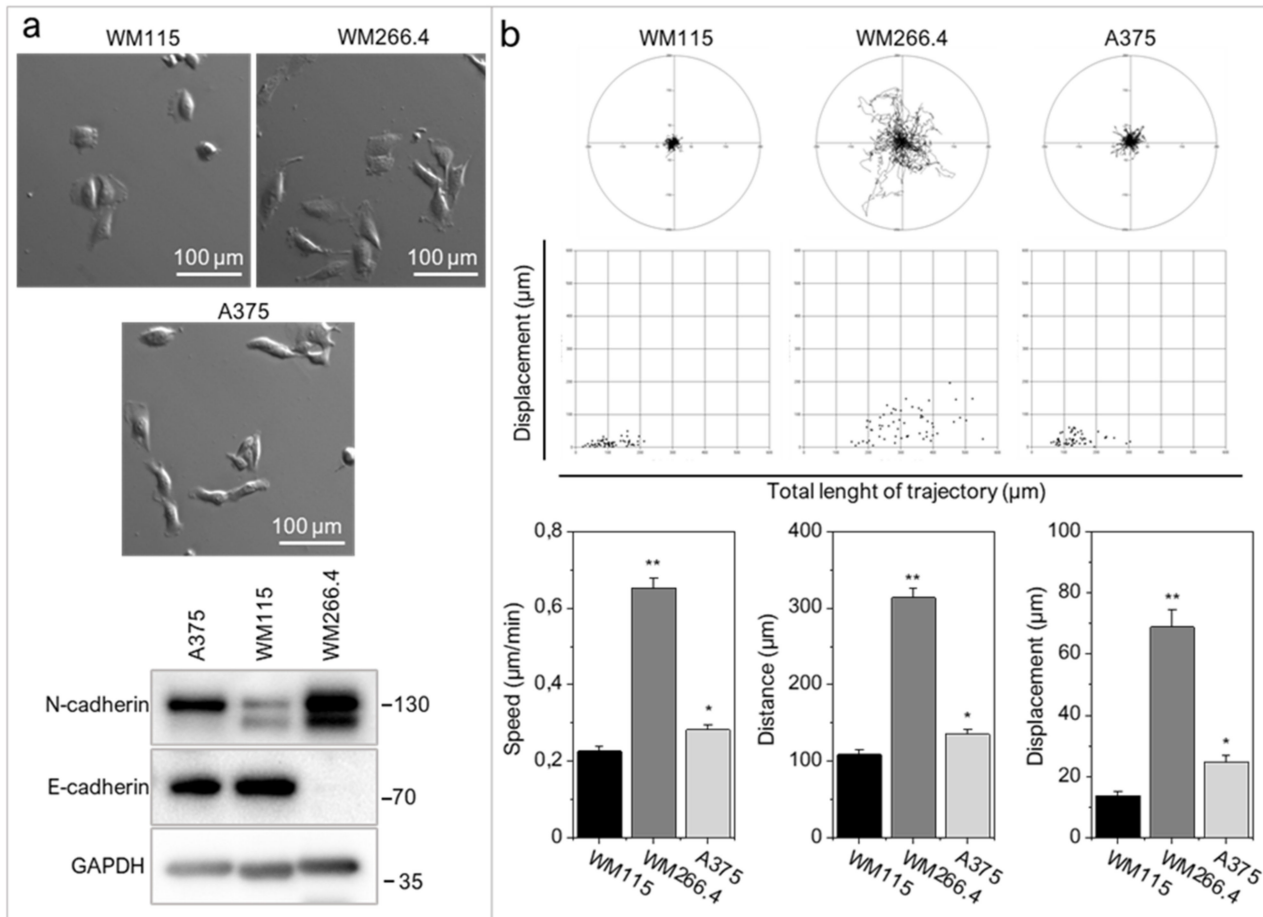 a
WM115
WM266.4
100 µm
100 µm
A375
100 µm
A375
WM115
WM266.4
N-cadherin
–130
E-cadherin
–70
GAPDH
–35
b
WM115
WM266.4
A375
Displacement (µm)
Total lenght of trajectory (µm)
Speed (µm/min)
0,8
0,6
0,4
0,2
0
**
*
WM115
WM266.4
A375
Distance (µm)
400
300
200
100
0
**
*
WM115
WM266.4
A375
Displacement (µm)
100
80
60
40
20
0
**
*
WM115
WM266.4
A375